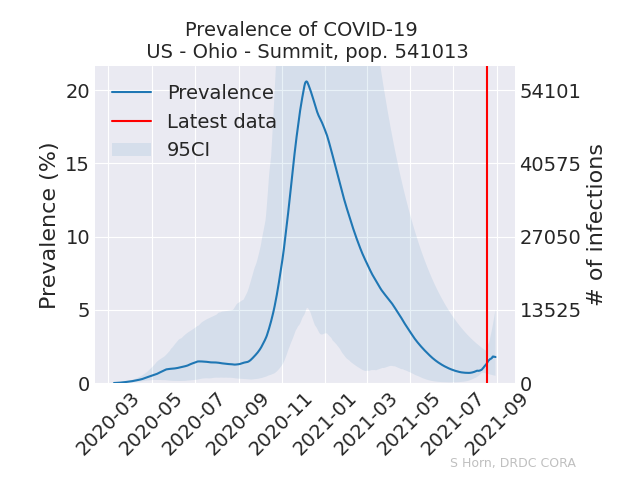 Prevalence of COVID-19
US - Ohio - Summit, pop. 541013
Prevalence
Latest data
95CI
Prevalence (%)
20
15
10
5
0
54101
40575
27050
13525
0
# of infections
2020-03
2020-05
2020-07
2020-09
2020-11
2021-01
2021-03
2021-05
2021-07
2021-09
S Horn, DRDC CORA